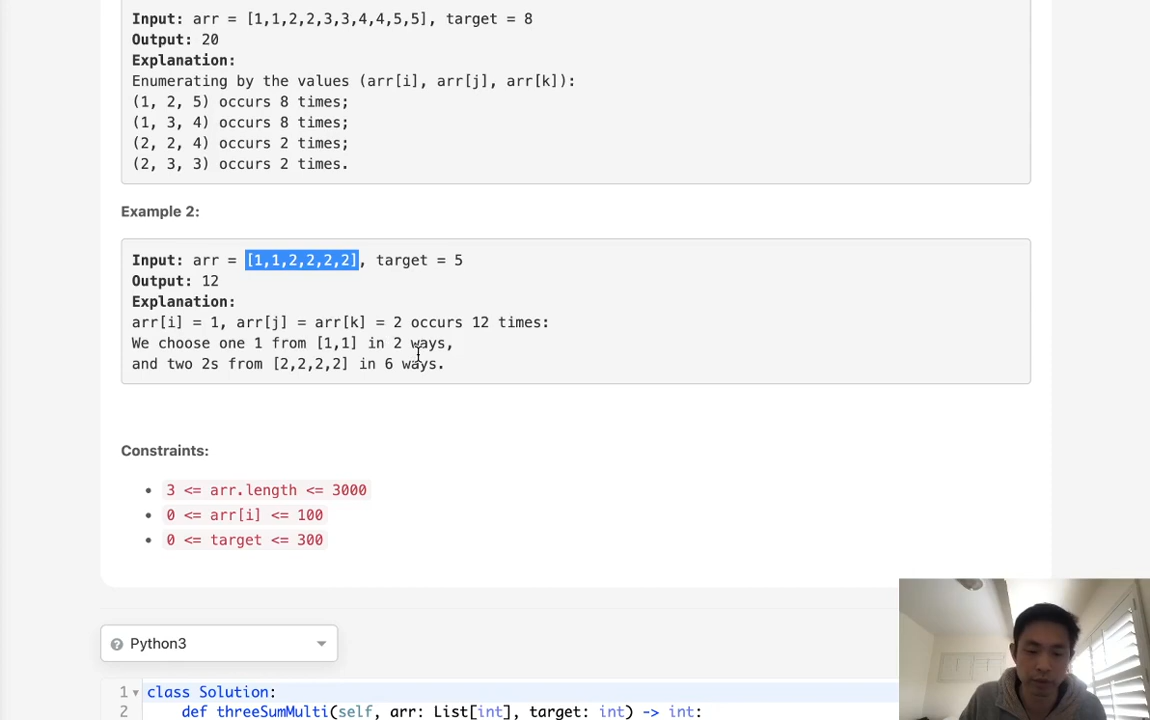 Input: arr = [1,1,2,2,3,3,4,4,5,5], target = 8
Output: 20
Explanation:
Enumerating by the values (arr[i], arr[j], arr[k]):
(1, 2, 5) occurs 8 times;
(1, 3, 4) occurs 8 times;
(2, 2, 4) occurs 2 times;
(2, 3, 3) occurs 2 times.
Example 2:
Input: arr = [1,1,2,2,2,2], target = 5
Output: 12
Explanation:
arr[i] = 1, arr[j] = arr[k] = 2 occurs 12 times:
We choose one 1 from [1,1] in 2 ways,
and two 2s from [2,2,2,2] in 6 ways.
Constraints:
3 <= arr.length <= 3000
0 <= arr[i] <= 100
0 <= target <= 300
Python3
1 class Solution:
2 def threeSumMulti(self, arr: List[int], target: int) -> int: